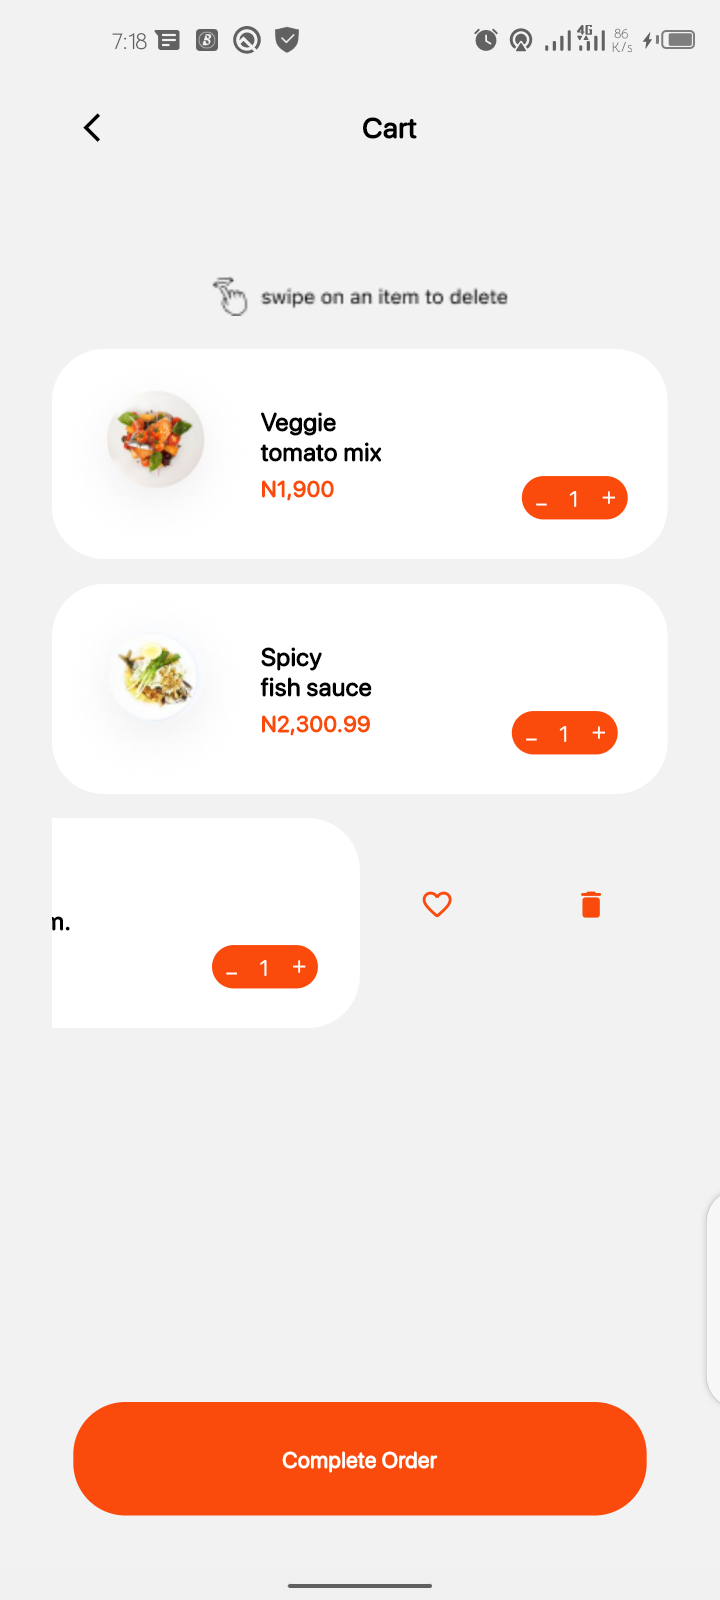 7:18
4G
86
K/s
Cart
swipe on an item to delete
Veggie
tomato mix
N1,900
_ 1 +
Spicy
fish sauce
N2,300.99
_ 1 +
m.
_ 1 +
Complete Order